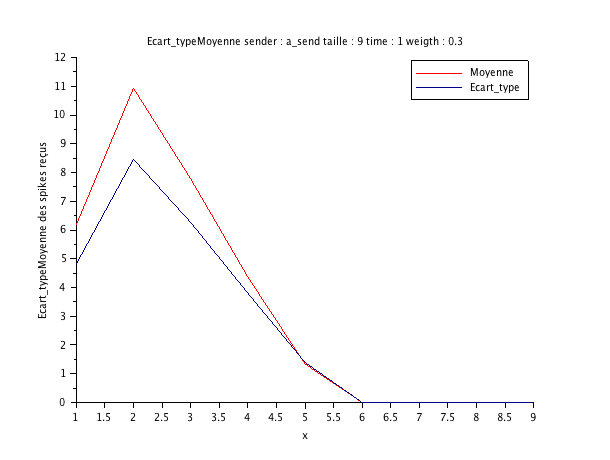 Ecart_typeMoyenne sender : a_send taille : 9 time : 1 weigth : 0.3
Moyenne
Ecart_type
Ecart_typeMoyenne des spikes reçus
12
11
10
9
8
7
6
5
4
3
2
1
0
1 1.5 2 2.5 3 3.5 4 4.5 5 5.5 6 6.5 7 7.5 8 8.5 9
x